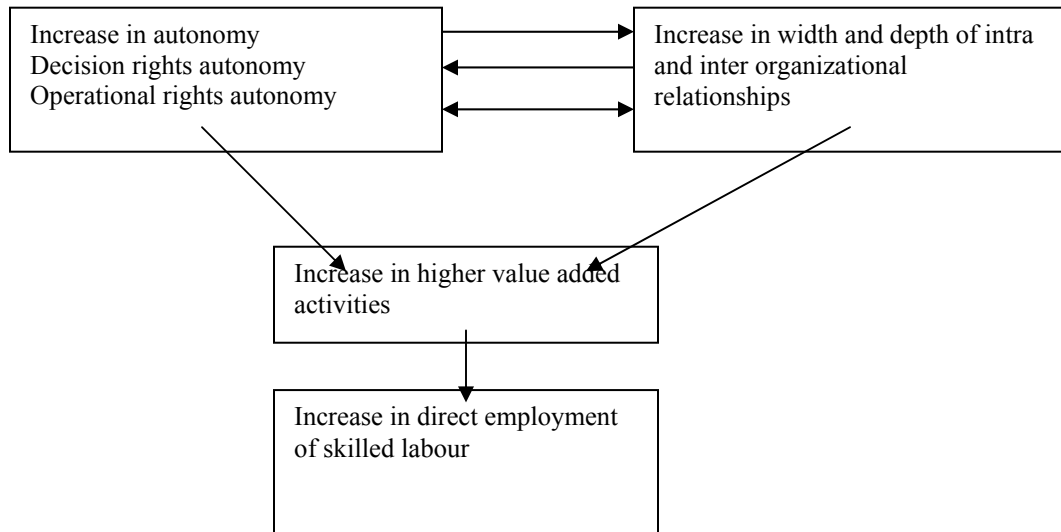 Increase in autonomy
Decision rights autonomy
Operational rights autonomy
Increase in width and depth of intra
and inter organizational
relationships
Increase in higher value added
activities
Increase in direct employment
of skilled labour